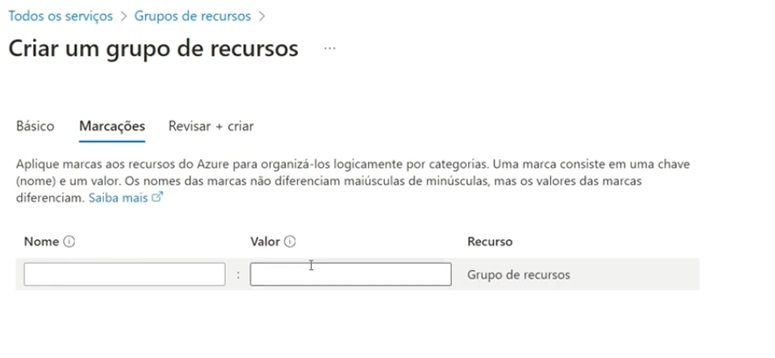 Todos os serviços > Grupos de recursos >
Criar um grupo de recursos ...
Básico Marcações Revisar + criar
Aplique marcas aos recursos do Azure para organizá-los logicamente por categorias. Uma marca consiste em uma chave
(nome) e um valor. Os nomes das marcas não diferenciam maiúsculas de minúsculas, mas os valores das marcas
diferenciam. Saiba mais
Nome Valor Recurso
: Grupo de recursos